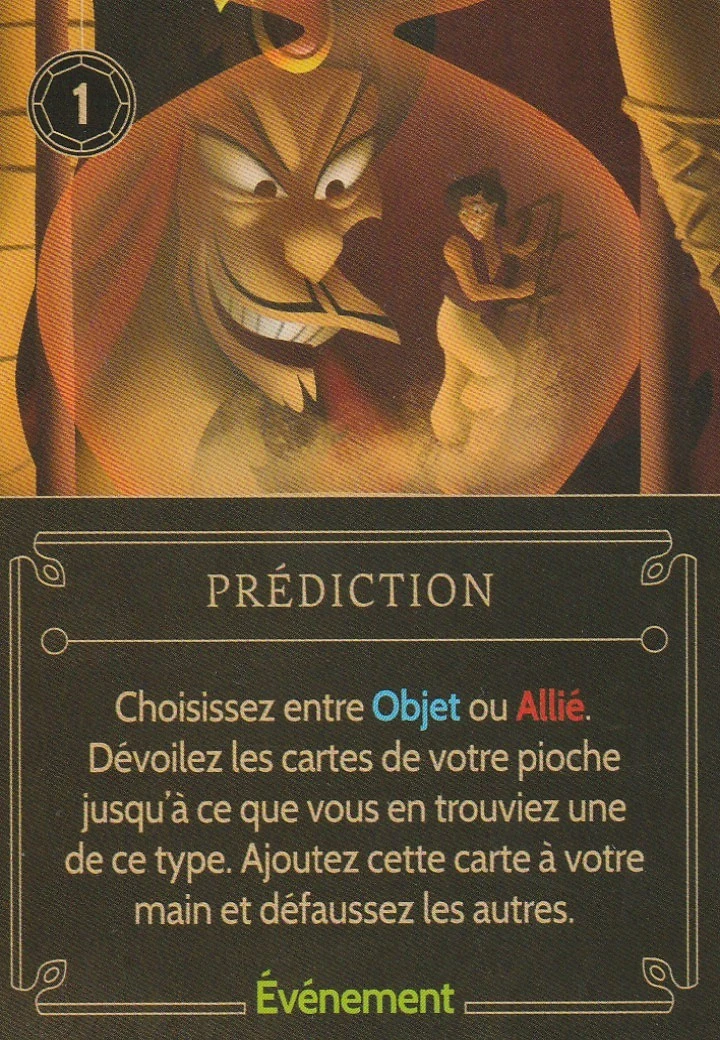 1
PRÉDICTION
Choisissez entre Objet ou Allié.
Dévoilez les cartes de votre pioche
jusqu'à ce que vous en trouviez une
de ce type. Ajoutez cette carte à votre
main et défaussez les autres.
Événement